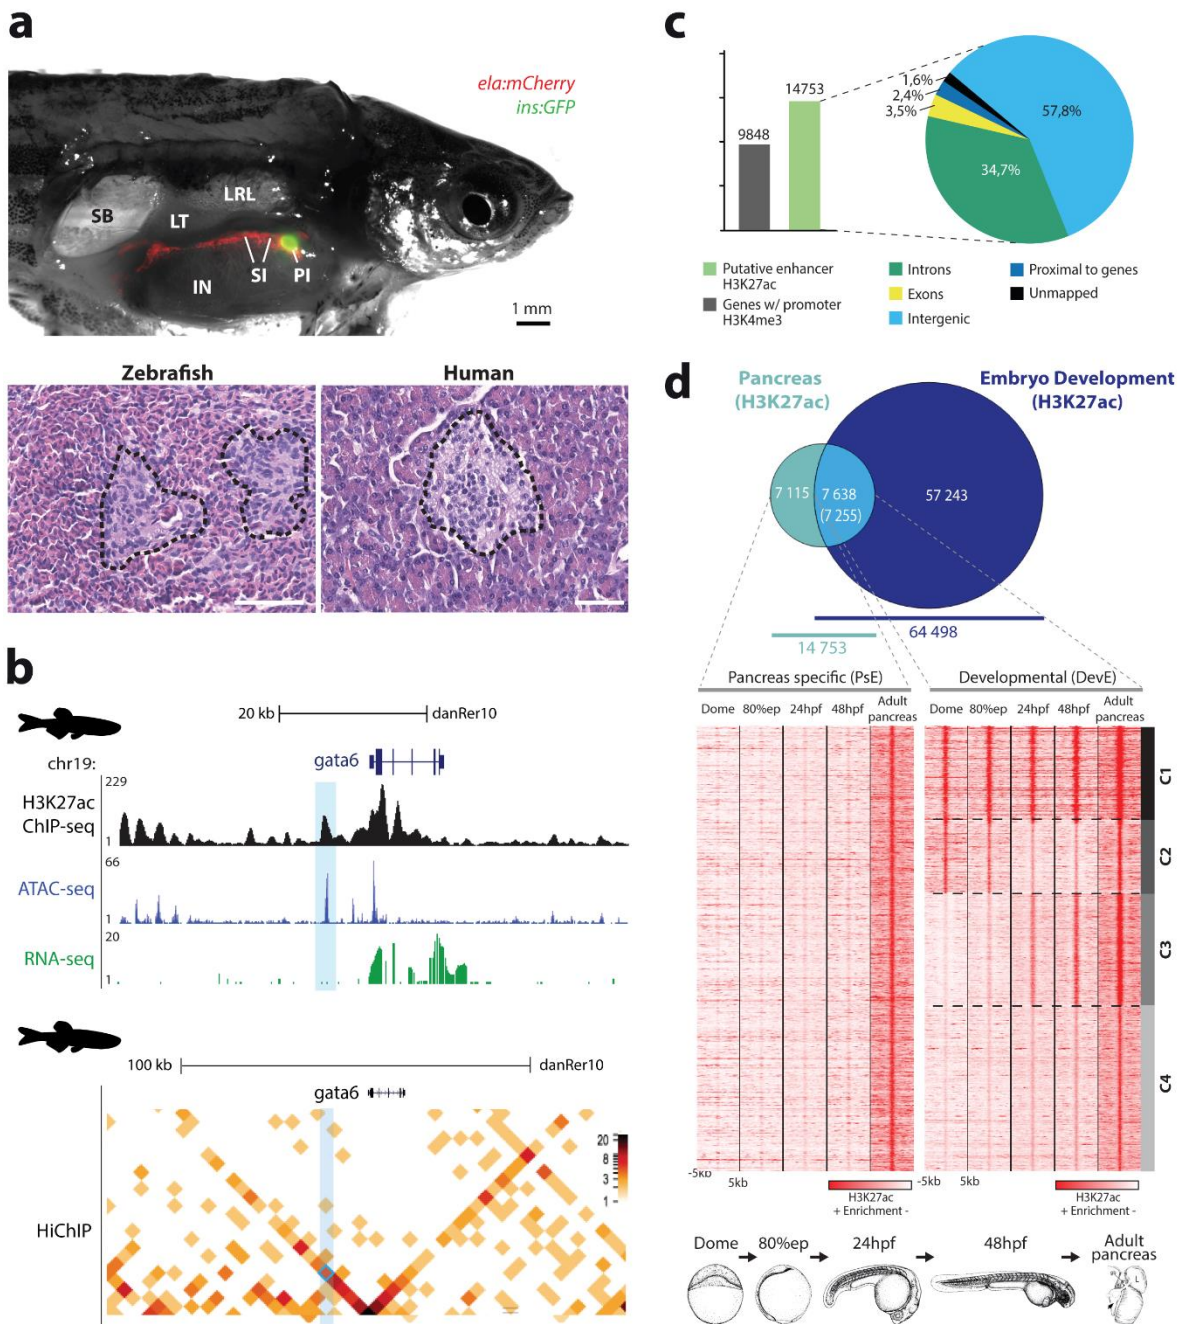 a
ela:mCherry
ins:GFP
SB
LRL
LT
SI
PI
IN
1 mm
Zebrafish
Human
b
20 kb
danRer10
chr19:
gata6
H3K27ac
ChIP-seq
229
1
ATAC-seq
66
1
RNA-seq
20
1
100 kb
danRer10
gata6
HiChIP
20
8
3
1
c
9848
14753
1,6%
2,4%
3,5%
57,8%
34,7%
Putative enhancer
H3K27ac
Genes w/ promoter
H3K4me3
Introns
Exons
Intergenic
Proximal to genes
Unmapped
d
Pancreas
(H3K27ac)
Embryo Development
(H3K27ac)
7 115
7 638
(7 255)
57 243
64 498
14 753
Pancreas specific (PsE)
Developmental (DevE)
Dome 80%ep 24hpf 48hpf Adult pancreas
Dome 80%ep 24hpf 48hpf Adult pancreas
C1
C2
C3
C4
-5kb
5kb
-5kb
5kb
H3K27ac
+ Enrichment -
H3K27ac
+ Enrichment -
Dome 80%ep 24hpf 48hpf Adult pancreas
L